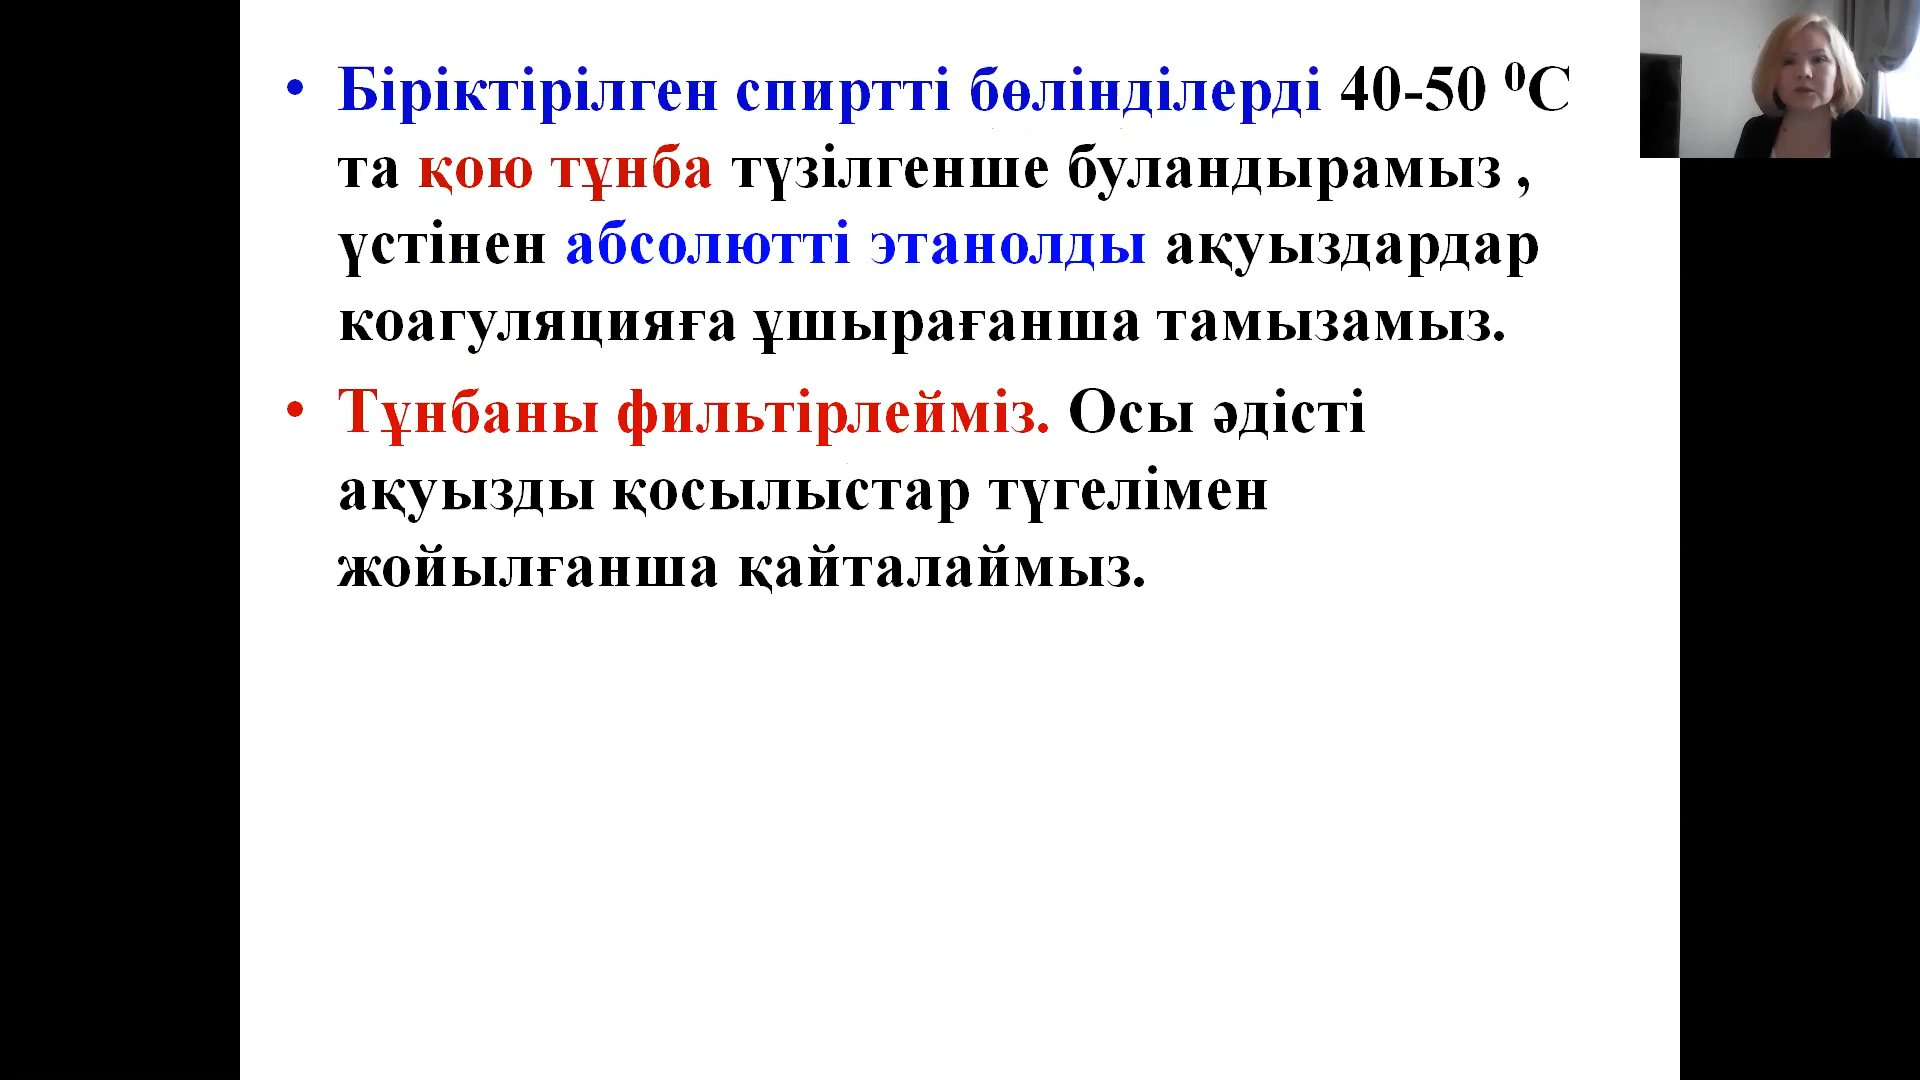 • Біріктірілген спиртті бөлінділерді 40-50 ⁰С
та қою тұнба түзілгенше буландырамыз ,
үстінен абсолютті этанолды ақуыздардар
коагуляцияға ұшырағанша тамызамыз.
• Тұнбаны фильтірлейміз. Осы әдісті
ақуызды қосылыстар түгелімен
жойылғанша қайталаймыз.